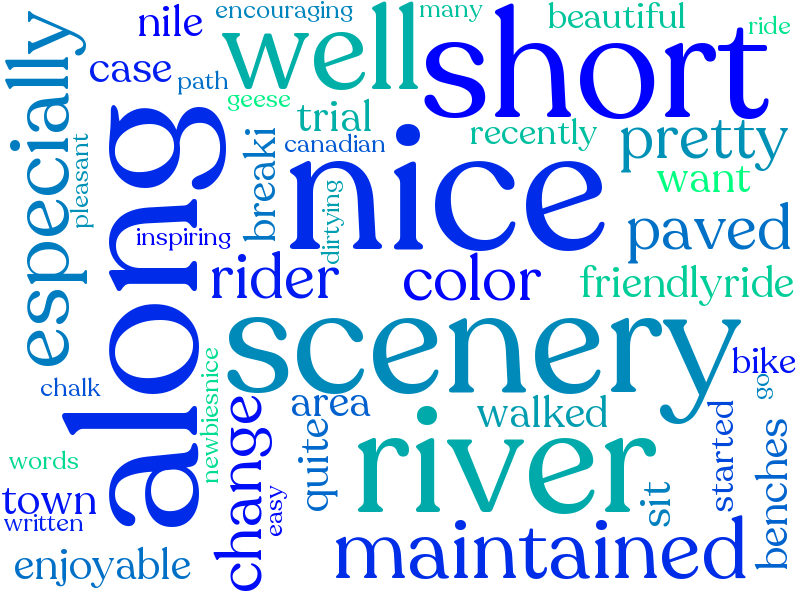 encouraging
many
beautiful
nile
ride
well
short
case
path
geese
trial
recently
pretty
canadian
especially
pleasant
along
breaki
nice
want
dirtying
inspiring
paved
rider
color
friendlyride
scenery
bike
chalk
newbiesnice
change
area
walked
go
started
river
quite
benches
words
town
written
easy
sit
enjoyable
maintained